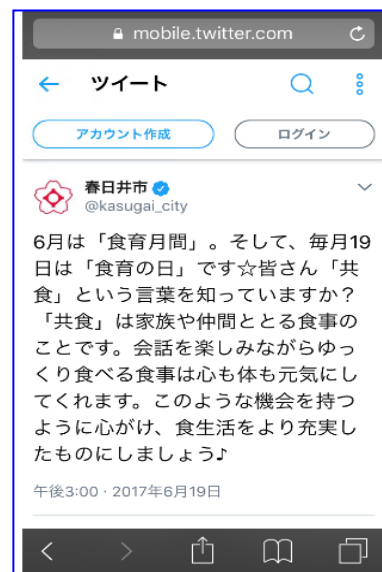 mobile.twitter.com
ツイート
アカウント作成
ログイン
春日井市
@kasugai_city
6月は「食育月間」。そして、毎月19
日は「食育の日」です☆皆さん「共
食」という言葉を知っていますか？
「共食」は家族や仲間ととる食事の
ことです。会話を楽しみながらゆっ
くり食べる食事は心も体も元気にし
てくれます。このような機会を持つ
ように心がけ、食生活をより充実し
たものにしましょう♪
午後3:00 · 2017年6月19日